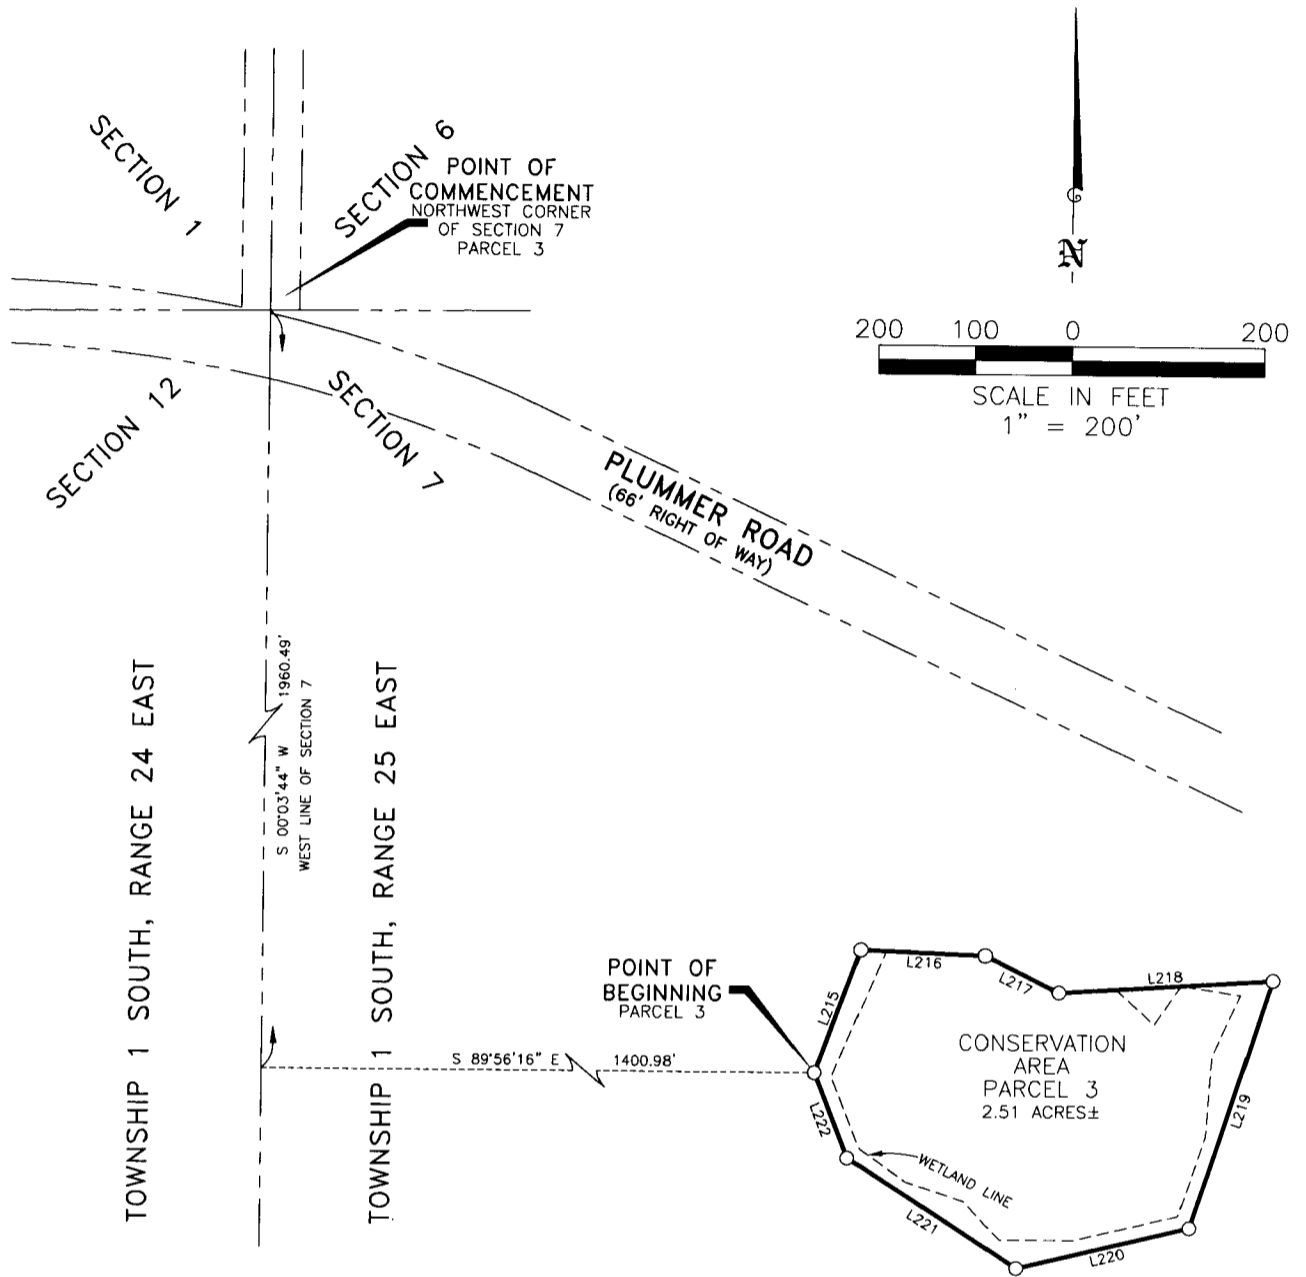 SECTION 1
SECTION 6
POINT OF
COMMENCEMENT
NORTHWEST CORNER
OF SECTION 7
PARCEL 3
N
200 100 0 200
SCALE IN FEET
1" = 200'
SECTION 12
SECTION 7
PLUMMER ROAD
(66' RIGHT OF WAY)
TOWNSHIP 1 SOUTH, RANGE 24 EAST
S 00°03'44" W 1960.49'
WEST LINE OF SECTION 7
TOWNSHIP 1 SOUTH, RANGE 25 EAST
POINT OF
BEGINNING
PARCEL 3
S 89°56'16" E 1400.98'
L215
L216
L217
L218
CONSERVATION
AREA
PARCEL 3
2.51 ACRES±
L219
L222
WETLAND LINE
L221
L220